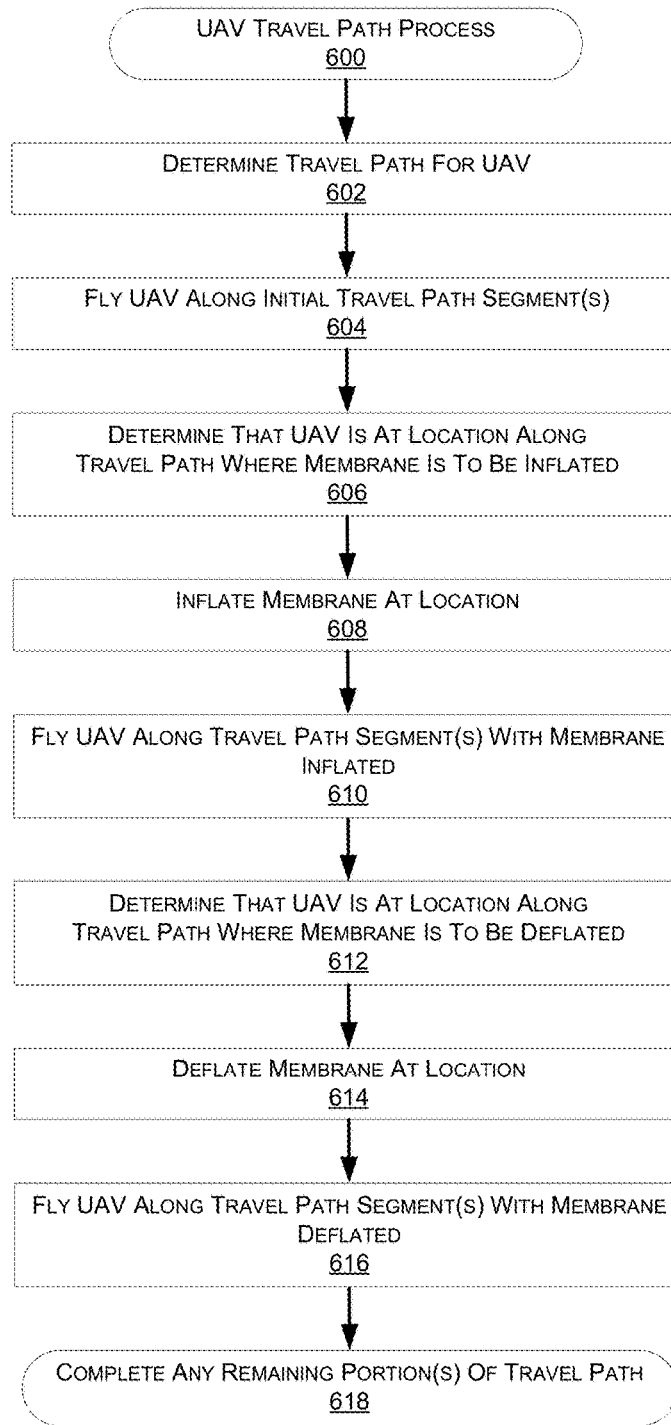 UAV TRAVEL PATH PROCESS
600
DETERMINE TRAVEL PATH FOR UAV
602
FLY UAV ALONG INITIAL TRAVEL PATH SEGMENT(S)
604
DETERMINE THAT UAV IS AT LOCATION ALONG
TRAVEL PATH WHERE MEMBRANE IS TO BE INFLATED
606
INFLATE MEMBRANE AT LOCATION
608
FLY UAV ALONG TRAVEL PATH SEGMENT(S) WITH MEMBRANE
INFLATED
610
DETERMINE THAT UAV IS AT LOCATION ALONG
TRAVEL PATH WHERE MEMBRANE IS TO BE DEFLATED
612
DEFLATE MEMBRANE AT LOCATION
614
FLY UAV ALONG TRAVEL PATH SEGMENT(S) WITH MEMBRANE
DEFLATED
616
COMPLETE ANY REMAINING PORTION(S) OF TRAVEL PATH
618